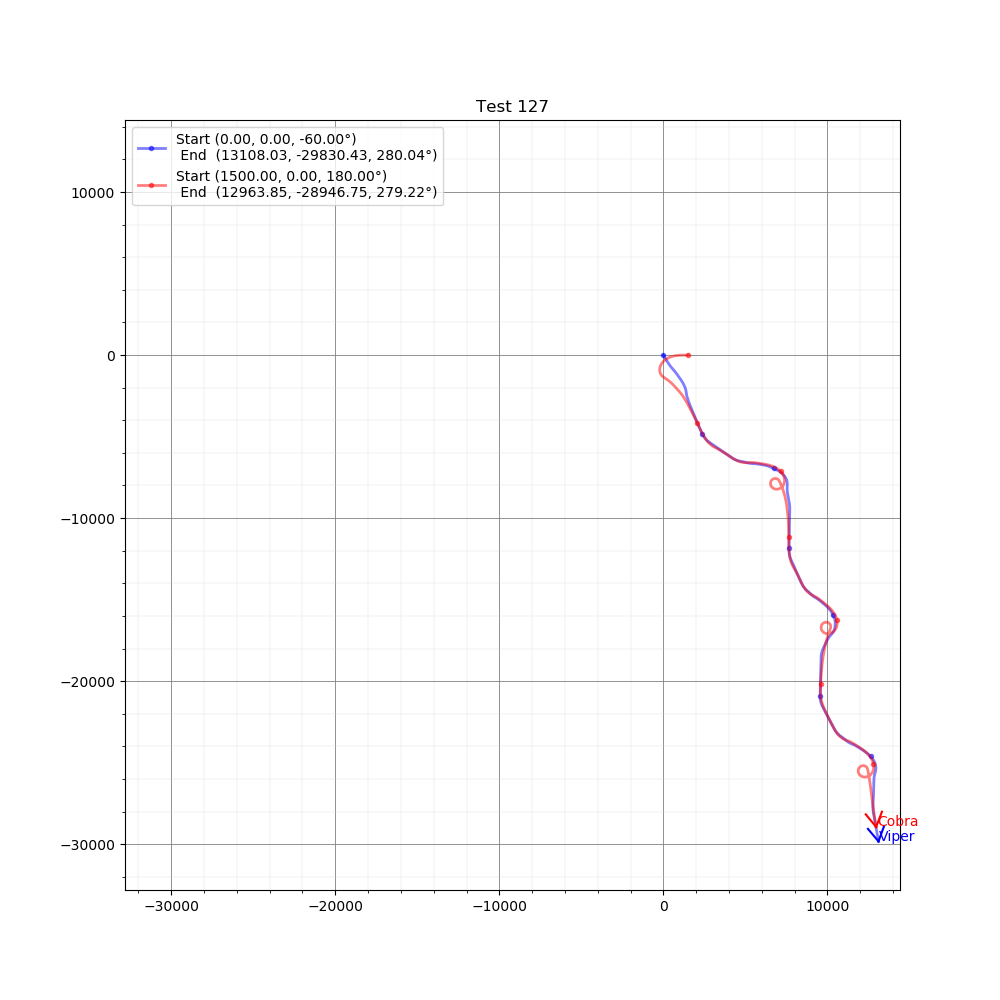 Test 127
Start (0.00, 0.00, -60.00°)
End  (13108.03, -29830.43, 280.04°)
Start (1500.00, 0.00, 180.00°)
End  (12963.85, -28946.75, 279.22°)
10000
0
−10000
−20000
−30000
Cobra
Viper
−30000
−20000
−10000
0
10000